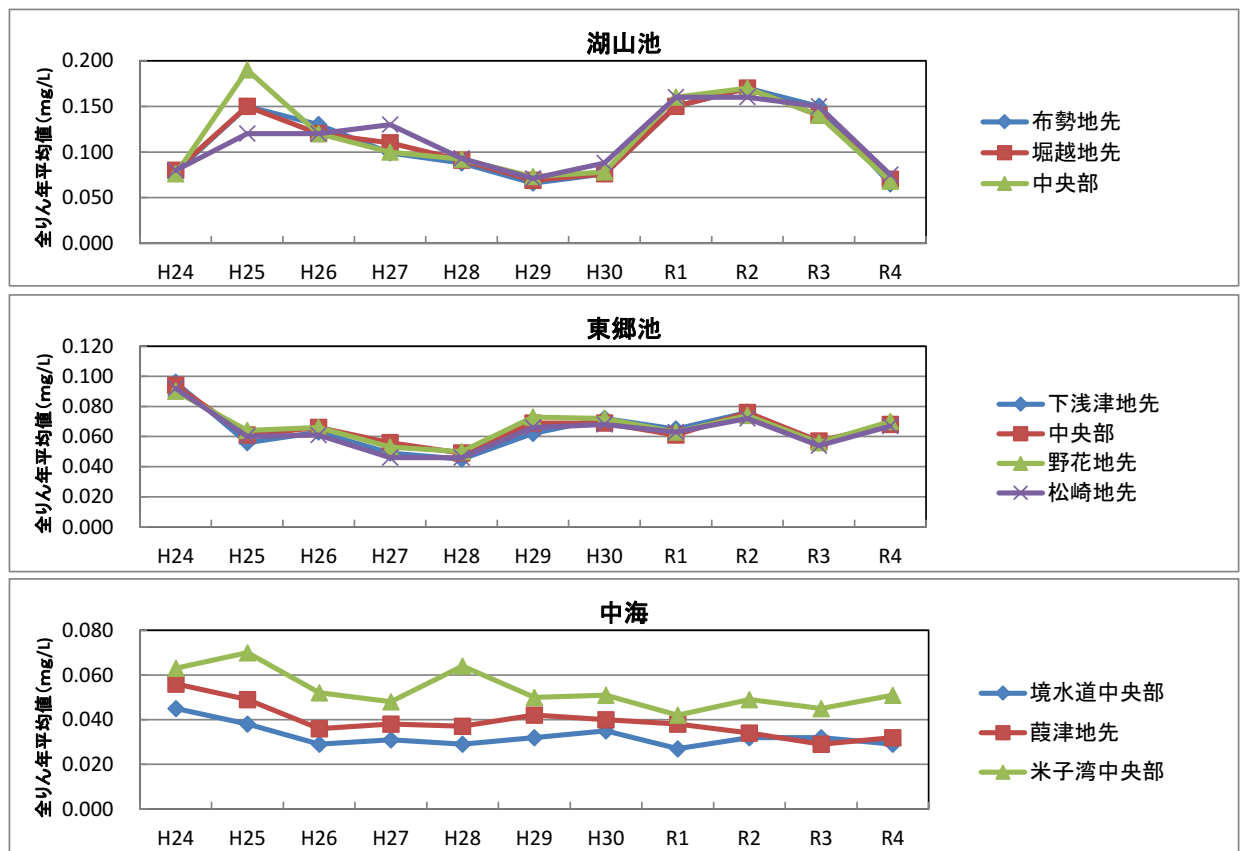 湖山池
全りん年平均値(mg/L)
0.200
0.150
0.100
0.050
0.000
H24 H25 H26 H27 H28 H29 H30 R1 R2 R3 R4
布勢地先
堀越地先
中央部
東郷池
全りん年平均値(mg/L)
0.120
0.100
0.080
0.060
0.040
0.020
0.000
H24 H25 H26 H27 H28 H29 H30 R1 R2 R3 R4
下浅津地先
中央部
野花地先
松崎地先
中海
全りん年平均値(mg/L)
0.080
0.060
0.040
0.020
0.000
H24 H25 H26 H27 H28 H29 H30 R1 R2 R3 R4
境水道中央部
葭津地先
米子湾中央部